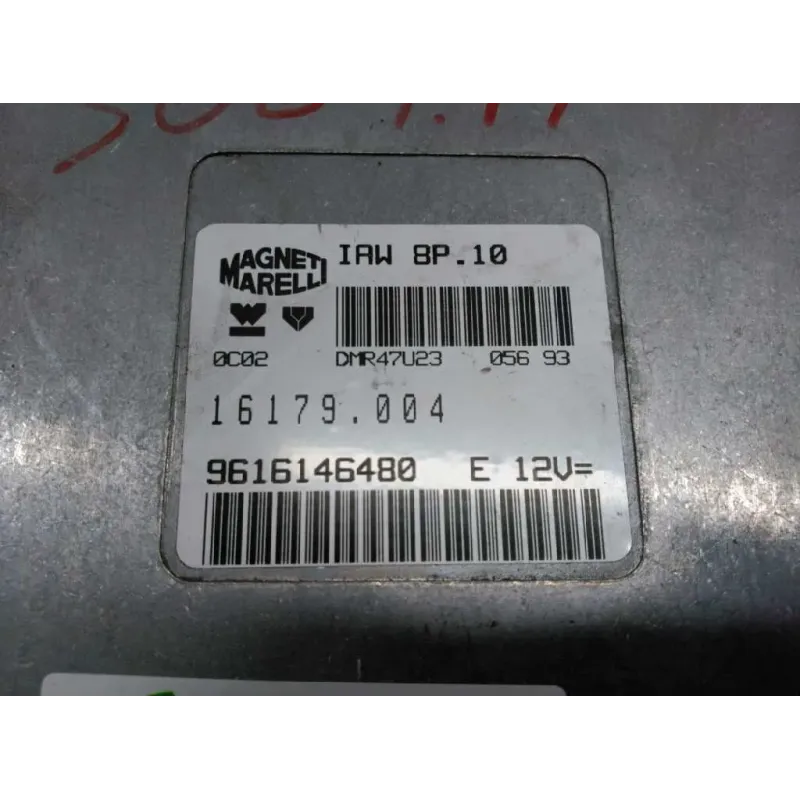 MAGNETI
MARELLI
IAW 8P.10
0C02 DMR47U23 056 93
16179.004
9616146480 E 12V=